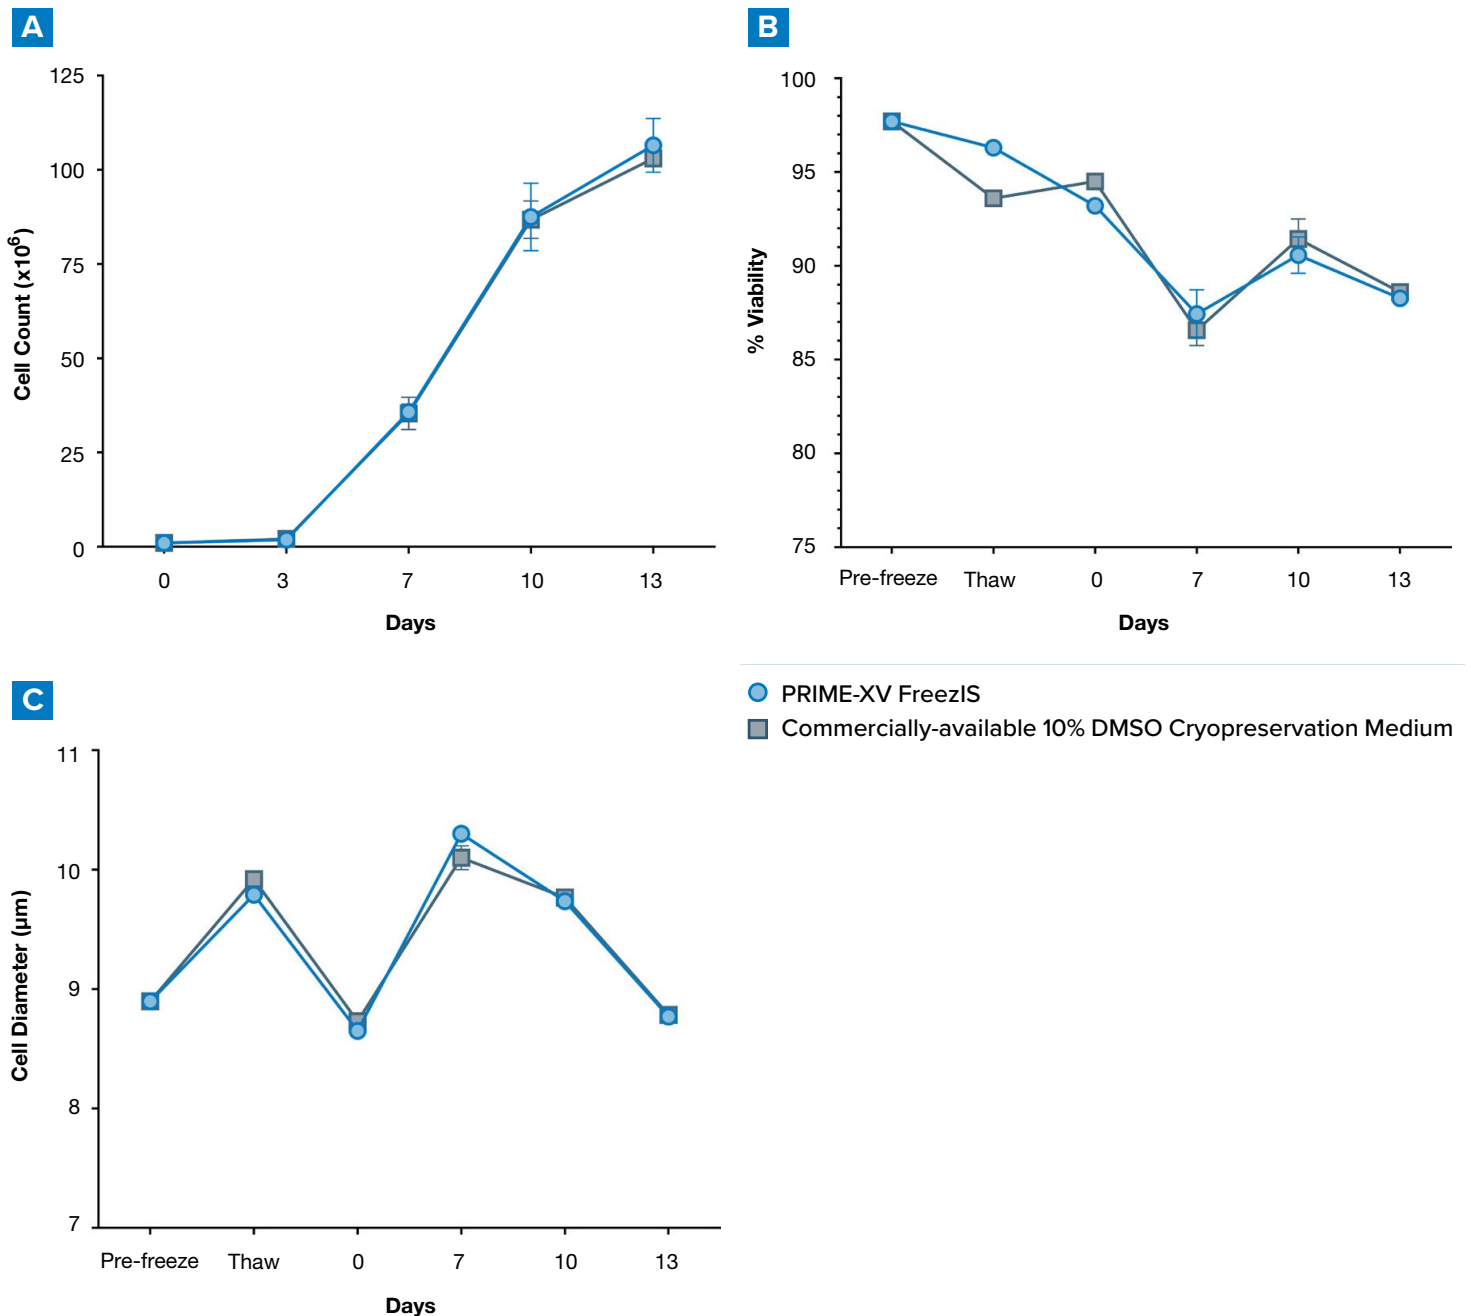 A
125
100
75
50
25
0
Cell Count (x10⁶)
0 3 7 10 13
Days
B
100
95
90
85
80
75
% Viability
Pre-freeze Thaw 0 7 10 13
Days
PRIME-XV FreezIS
Commercially-available 10% DMSO Cryopreservation Medium
C
11
10
9
8
7
Cell Diameter (µm)
Pre-freeze Thaw 0 7 10 13
Days